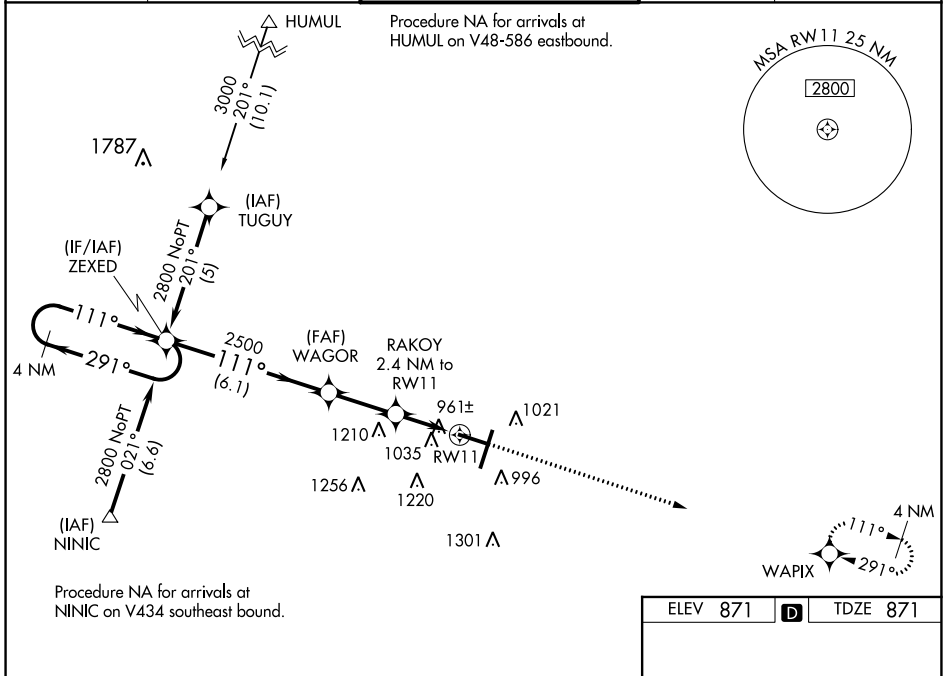 HUMUL
Procedure NA for arrivals at
HUMUL on V48-586 eastbound.
MSA RW11 25 NM
2800
3000
201°
(10.1)
1787
(IAF)
TUGUY
(IF/IAF)
ZEXED
2800 NoPT
201°
(5)
111°
291°
4 NM
2500
111°
(6.1)
(FAF)
WAGOR
RAKOY
2.4 NM to
RW11
961±
1021
1210
1035
RW11
996
1256
1220
1301
2800 NoPT
021°
(6.6)
(IAF)
NINIC
4 NM
111°
291°
WAPIX
Procedure NA for arrivals at
NINIC on V434 southeast bound.
ELEV 871 D TDZE 871